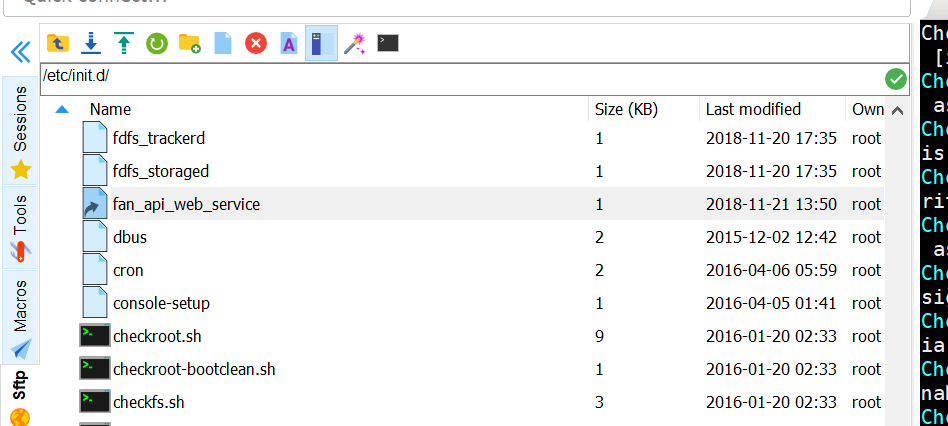 /etc/init.d/
Name Size (KB) Last modified Own
fdfs_trackerd 1 2018-11-20 17:35 root
fdfs_storaged 1 2018-11-20 17:35 root
fan_api_web_service 1 2018-11-21 13:50 root
dbus 2 2015-12-02 12:42 root
cron 2 2016-04-06 05:59 root
console-setup 1 2016-04-05 01:41 root
checkroot.sh 9 2016-01-20 02:33 root
checkroot-bootclean.sh 1 2016-01-20 02:33 root
checkfs.sh 3 2016-01-20 02:33 root
Sessions
Tools
Macros
Sftp
Che
[
Che
as
Che
is
Che
ri
Che
as
Che
sig
Che
ia
Che
nab
Che